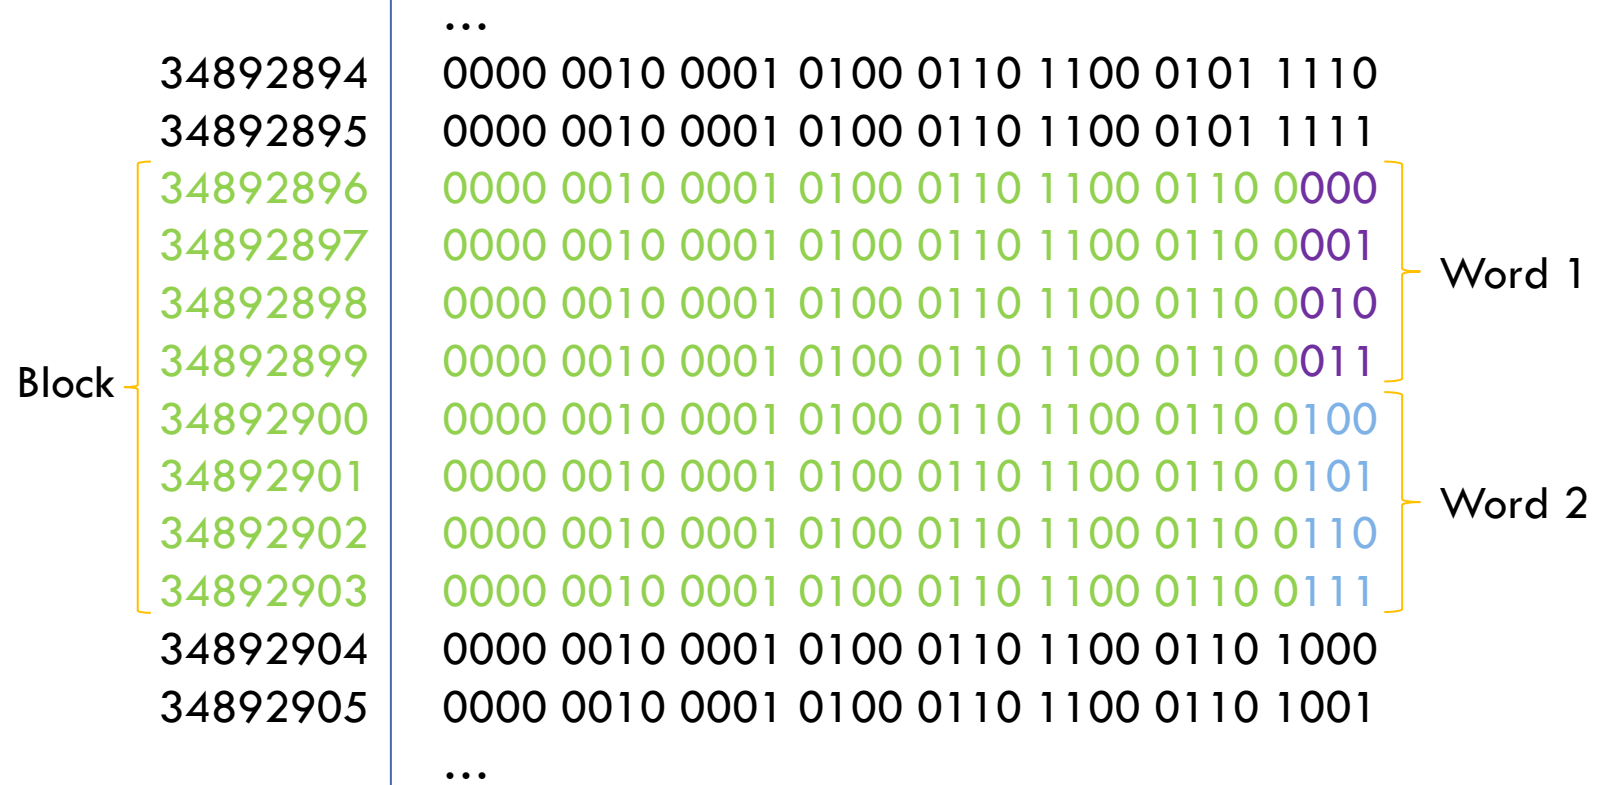 ...
34892894 0000 0010 0001 0100 0110 1100 0101 1110
34892895 0000 0010 0001 0100 0110 1100 0101 1111
34892896 0000 0010 0001 0100 0110 1100 0110 0000
34892897 0000 0010 0001 0100 0110 1100 0110 0001
Word 1
34892898 0000 0010 0001 0100 0110 1100 0110 0010
34892899 0000 0010 0001 0100 0110 1100 0110 0011
Block
34892900 0000 0010 0001 0100 0110 1100 0110 0100
34892901 0000 0010 0001 0100 0110 1100 0110 0101
Word 2
34892902 0000 0010 0001 0100 0110 1100 0110 0110
34892903 0000 0010 0001 0100 0110 1100 0110 0111
34892904 0000 0010 0001 0100 0110 1100 0110 1000
34892905 0000 0010 0001 0100 0110 1100 0110 1001
...